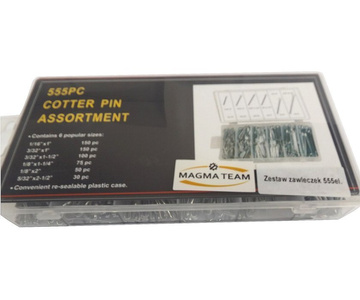 555PC
COTTER PIN
ASSORTMENT
• Contains 6 popular sizes:
1/16"x1" 150 pc
3/32"x1" 150 pc
3/32"x1-1/2" 100 pc
1/8"x1-1/4" 75 pc
1/8"x2" 50 pc
5/32"x2-1/2" 30 pc
• Convenient re-sealable plastic case.
MAGMA TEAM
Zestaw zawleczek 555el.